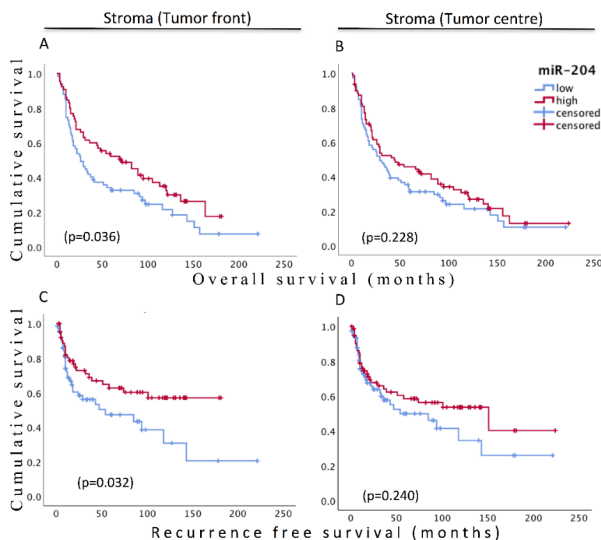 Stroma (Tumor front)
Stroma (Tumor centre)
A
B
miR-204
low
high
censored
censored
Cumulative survival
1.0
0.8
0.6
0.4
0.2
0.0
(p=0.036)
0 50 100 150 200 250
1.0
0.8
0.6
0.4
0.2
0.0
(p=0.228)
0 50 100 150 200 250
Overall survival (months)
C
D
Cumulative survival
1.0
0.8
0.6
0.4
0.2
0.0
(p=0.032)
0 50 100 150 200 250
1.0
0.8
0.6
0.4
0.2
0.0
(p=0.240)
0 50 100 150 200 250
Recurrence free survival (months)